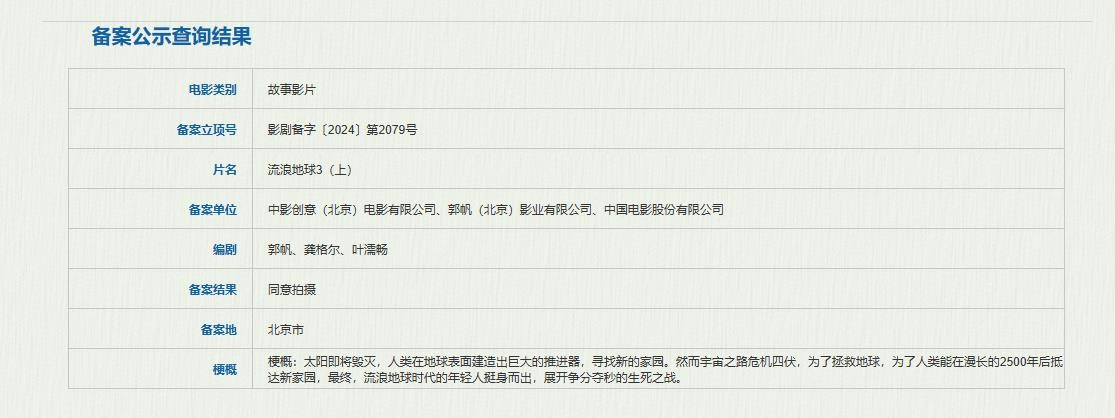 备案公示查询结果
电影类别 故事影片
备案立项号 影剧备字〔2024〕第2079号
片名 流浪地球3（上）
备案单位 中影创意（北京）电影有限公司、郭帆（北京）影业有限公司、中国电影股份有限公司
编剧 郭帆、龚格尔、叶濡畅
备案结果 同意拍摄
备案地 北京市
梗概 梗概：太阳即将毁灭，人类在地球表面建造出巨大的推进器，寻找新的家园。然而宇宙之路危机四伏，为了拯救地球，为了人类能在漫长的2500年后抵
达新家园，最终，流浪地球时代的年轻人挺身而出，展开争分夺秒的生死之战。